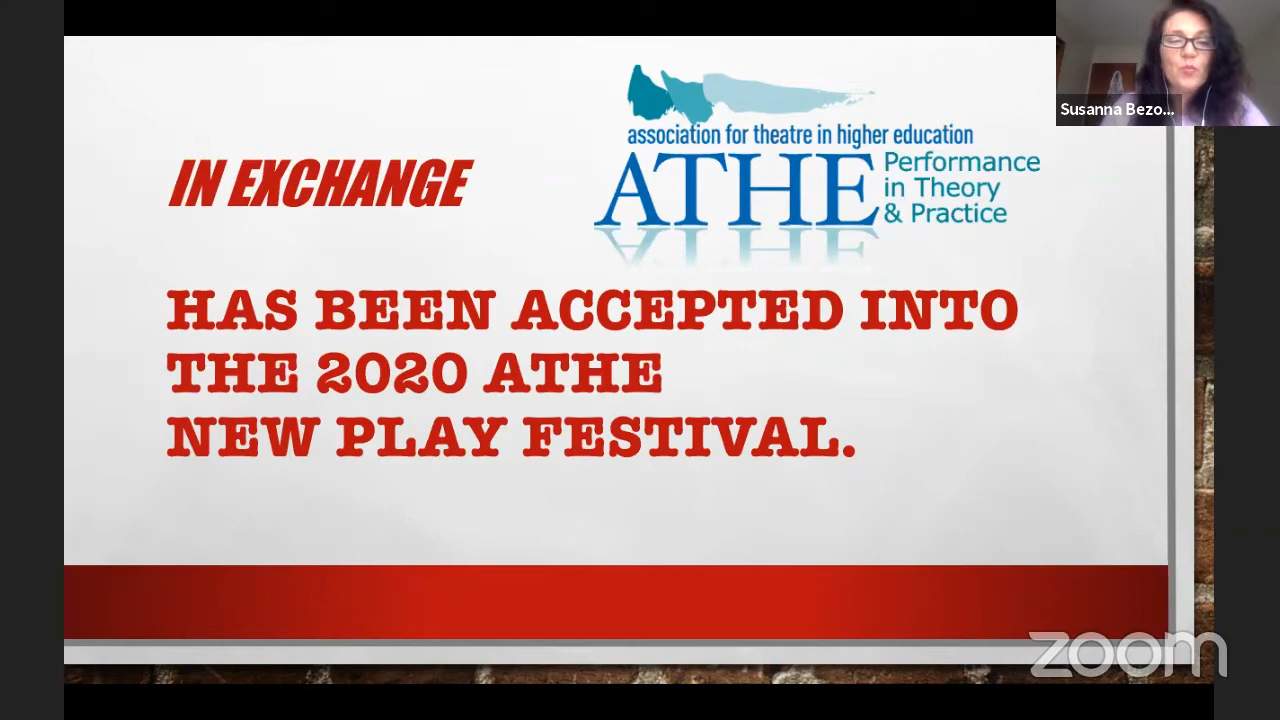 Susanna Bezo...
association for theatre in higher education
ATHE
Performance
in Theory
& Practice
IN EXCHANGE
HAS BEEN ACCEPTED INTO
THE 2020 ATHE
NEW PLAY FESTIVAL.
zoom